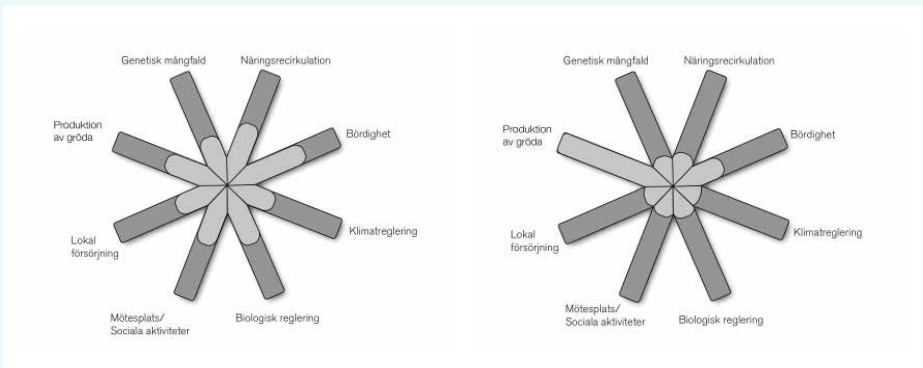 Genetisk mångfald
Näringsrecirkulation
Produktion
av gröda
Bördighet
Lokal
försörjning
Klimatreglering
Mötesplats/
Sociala aktiviteter
Biologisk reglering
Genetisk mångfald
Näringsrecirkulation
Produktion
av gröda
Bördighet
Lokal
försörjning
Klimatreglering
Mötesplats/
Sociala aktiviteter
Biologisk reglering